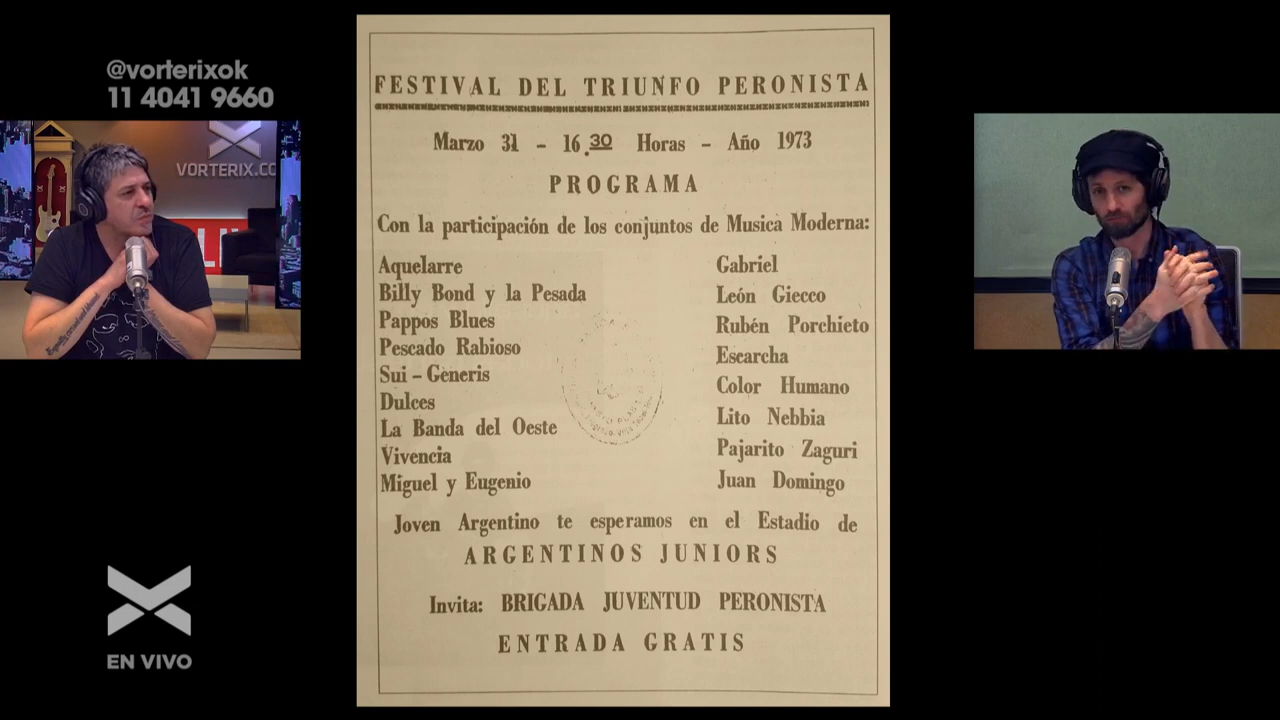 @vorterixok
11 4041 9660
VORTERIX.CO
FESTIVAL DEL TRIUNFO PERONISTA
Marzo 31 - 16.30 Horas - Año 1973
PROGRAMA
Con la participación de los conjuntos de Musica Moderna:
Aquelarre
Billy Bond y la Pesada
Pappos Blues
Pescado Rabioso
Sui - Generis
Dulces
La Banda del Oeste
Vivencia
Miguel y Eugenio
Gabriel
León Giecco
Rubén Porchieto
Escarcha
Color Humano
Lito Nebbia
Pajarito Zaguri
Juan Domingo
Joven Argentino te esperamos en el Estadio de
ARGENTINOS JUNIORS
Invita: BRIGADA JUVENTUD PERONISTA
ENTRADA GRATIS
EN VIVO